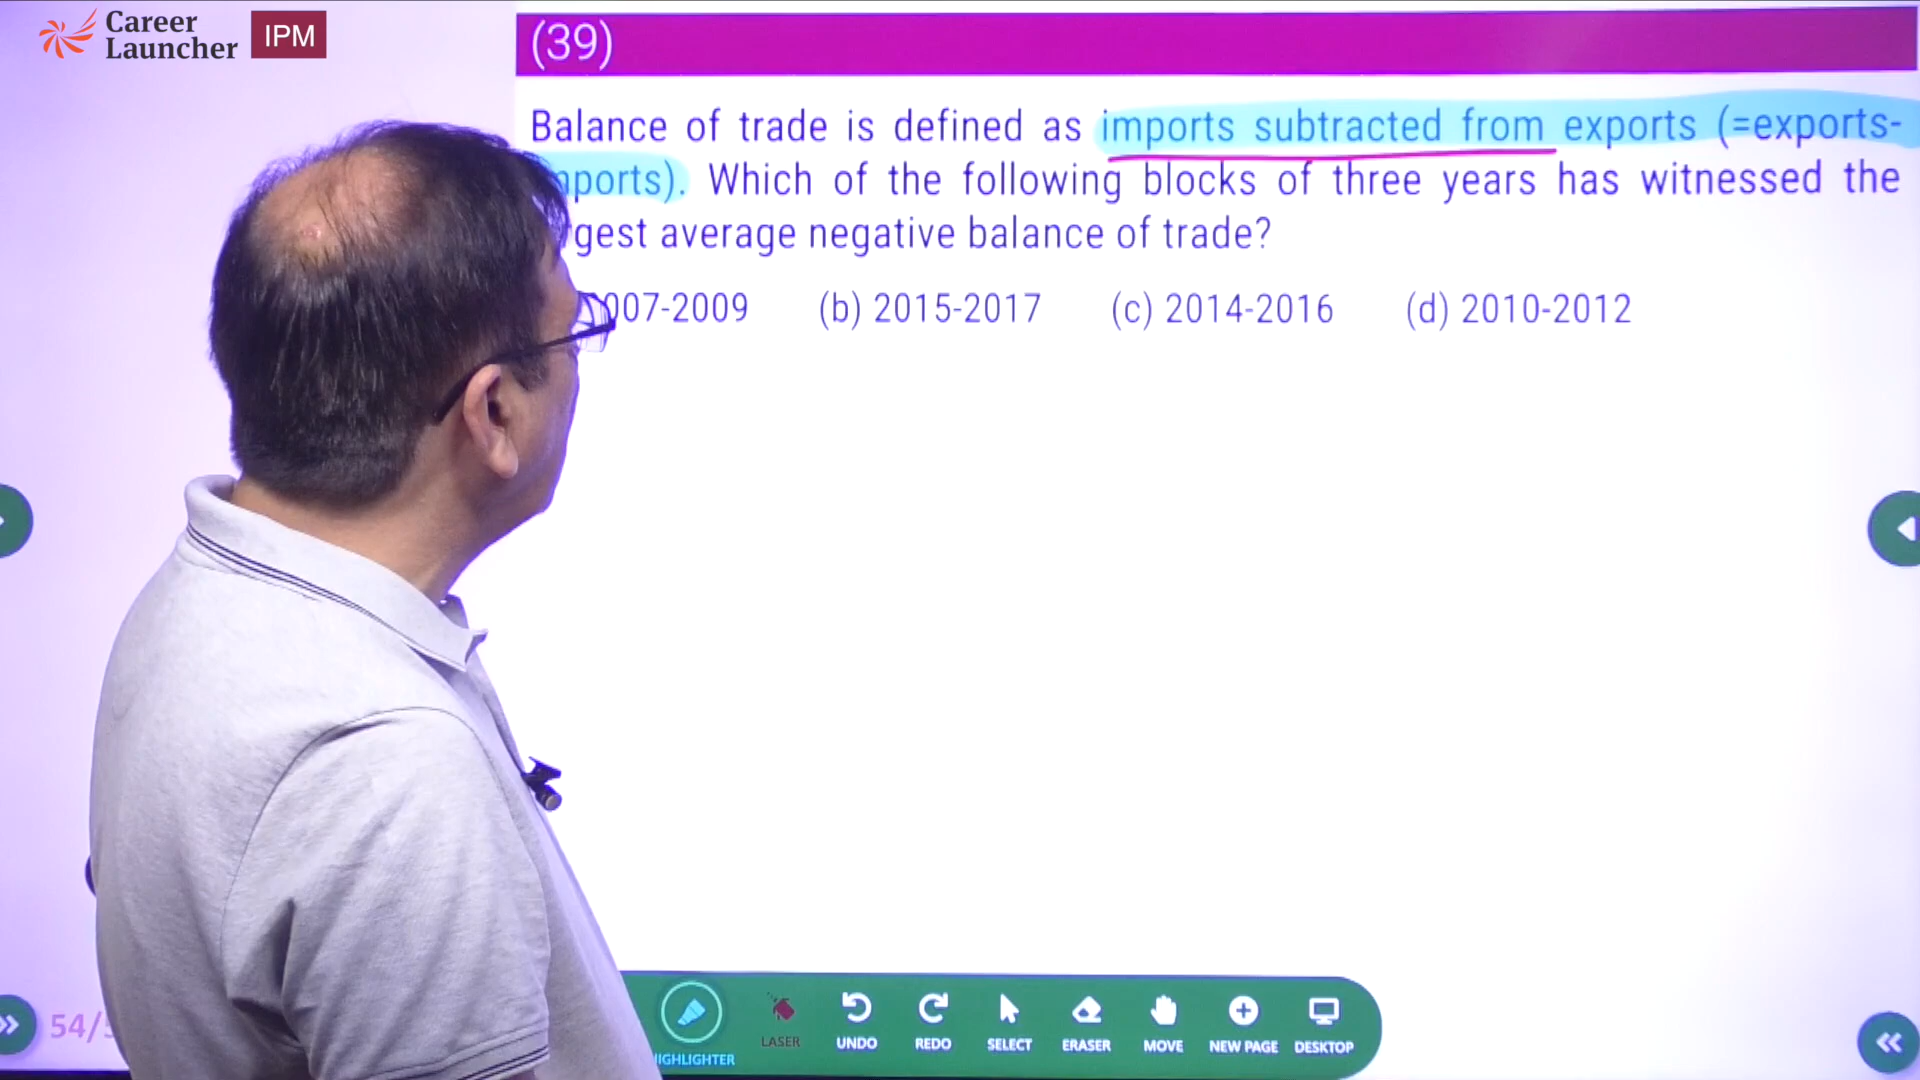 Career
Launcher
IPM
(39)
Balance of trade is defined as imports subtracted from exports (=exports-
mports). Which of the following blocks of three years has witnessed the
gest average negative balance of trade?
007-2009 (b) 2015-2017 (c) 2014-2016 (d) 2010-2012
54/
HIGHLIGHTER LASER UNDO REDO SELECT ERASER MOVE NEW PAGE DESKTOP